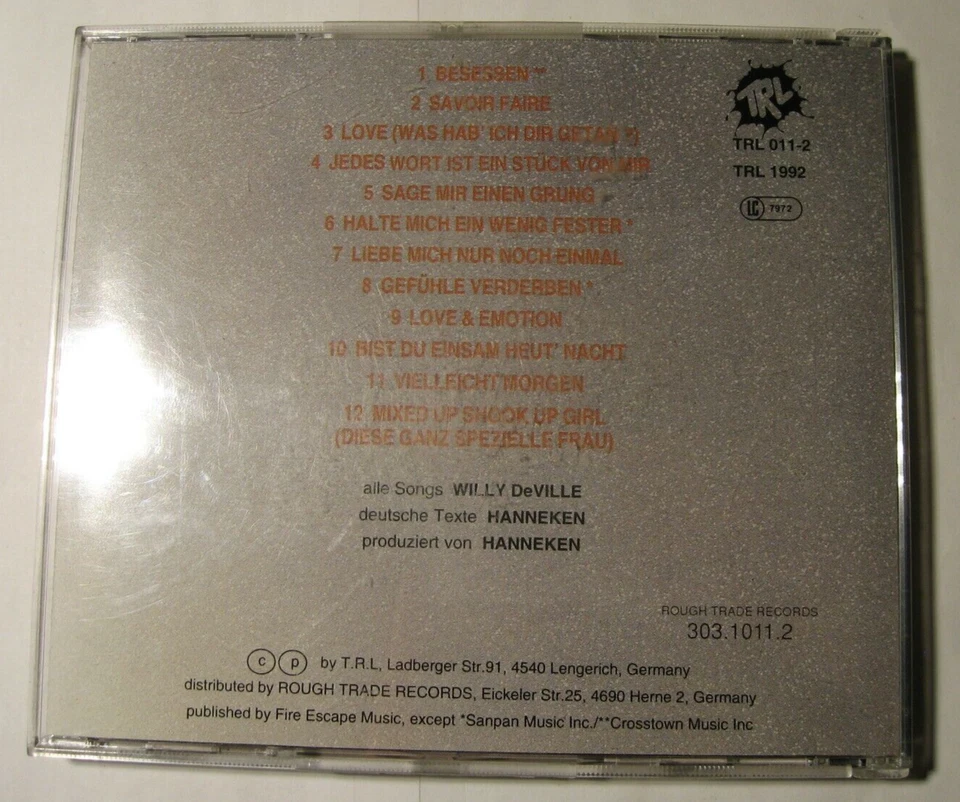 1 BESESSEN **
2 SAVOIR FAIRE
3 LOVE (WAS HAB' ICH DIR GETAN *)
4 JEDES WORT IST EIN STÜCK VON MIR
5 SAGE MIR EINEN GRUNG
6 HALTE MICH EIN WENIG FESTER *
7 LIEBE MICH NUR NOCH EINMAL
8 GEFÜHLE VERDERBEN *
9 LOVE & EMOTION
10 BIST DU EINSAM HEUT' NACHT
11 VIELLEICHT MORGEN
12 MIXED UP SHOOK UP GIRL
(DIESE GANZ SPEZIELLE FRAU)
TRL
TRL 011-2
TRL 1992
LC 7972
alle Songs WILLY DeVILLE
deutsche Texte HANNEKEN
produziert von HANNEKEN
ROUGH TRADE RECORDS
303.1011.2
c p by T.R.L, Ladberger Str.91, 4540 Lengerich, Germany
distributed by ROUGH TRADE RECORDS, Eickeler Str.25, 4690 Herne 2, Germany
published by Fire Escape Music, except *Sanpan Music Inc./**Crosstown Music Inc